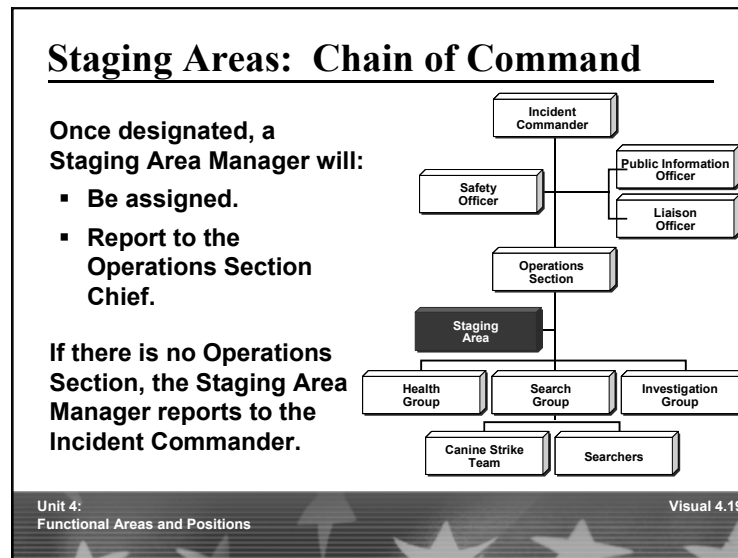 Staging Areas: Chain of Command
Once designated, a
Staging Area Manager will:
▪ Be assigned.
▪ Report to the
Operations Section
Chief.
If there is no Operations
Section, the Staging Area
Manager reports to the
Incident Commander.
Incident
Commander
Safety
Officer
Public Information
Officer
Liaison
Officer
Operations
Section
Staging
Area
Health
Group
Search
Group
Investigation
Group
Canine Strike
Team
Searchers
Unit 4:
Functional Areas and Positions
Visual 4.19